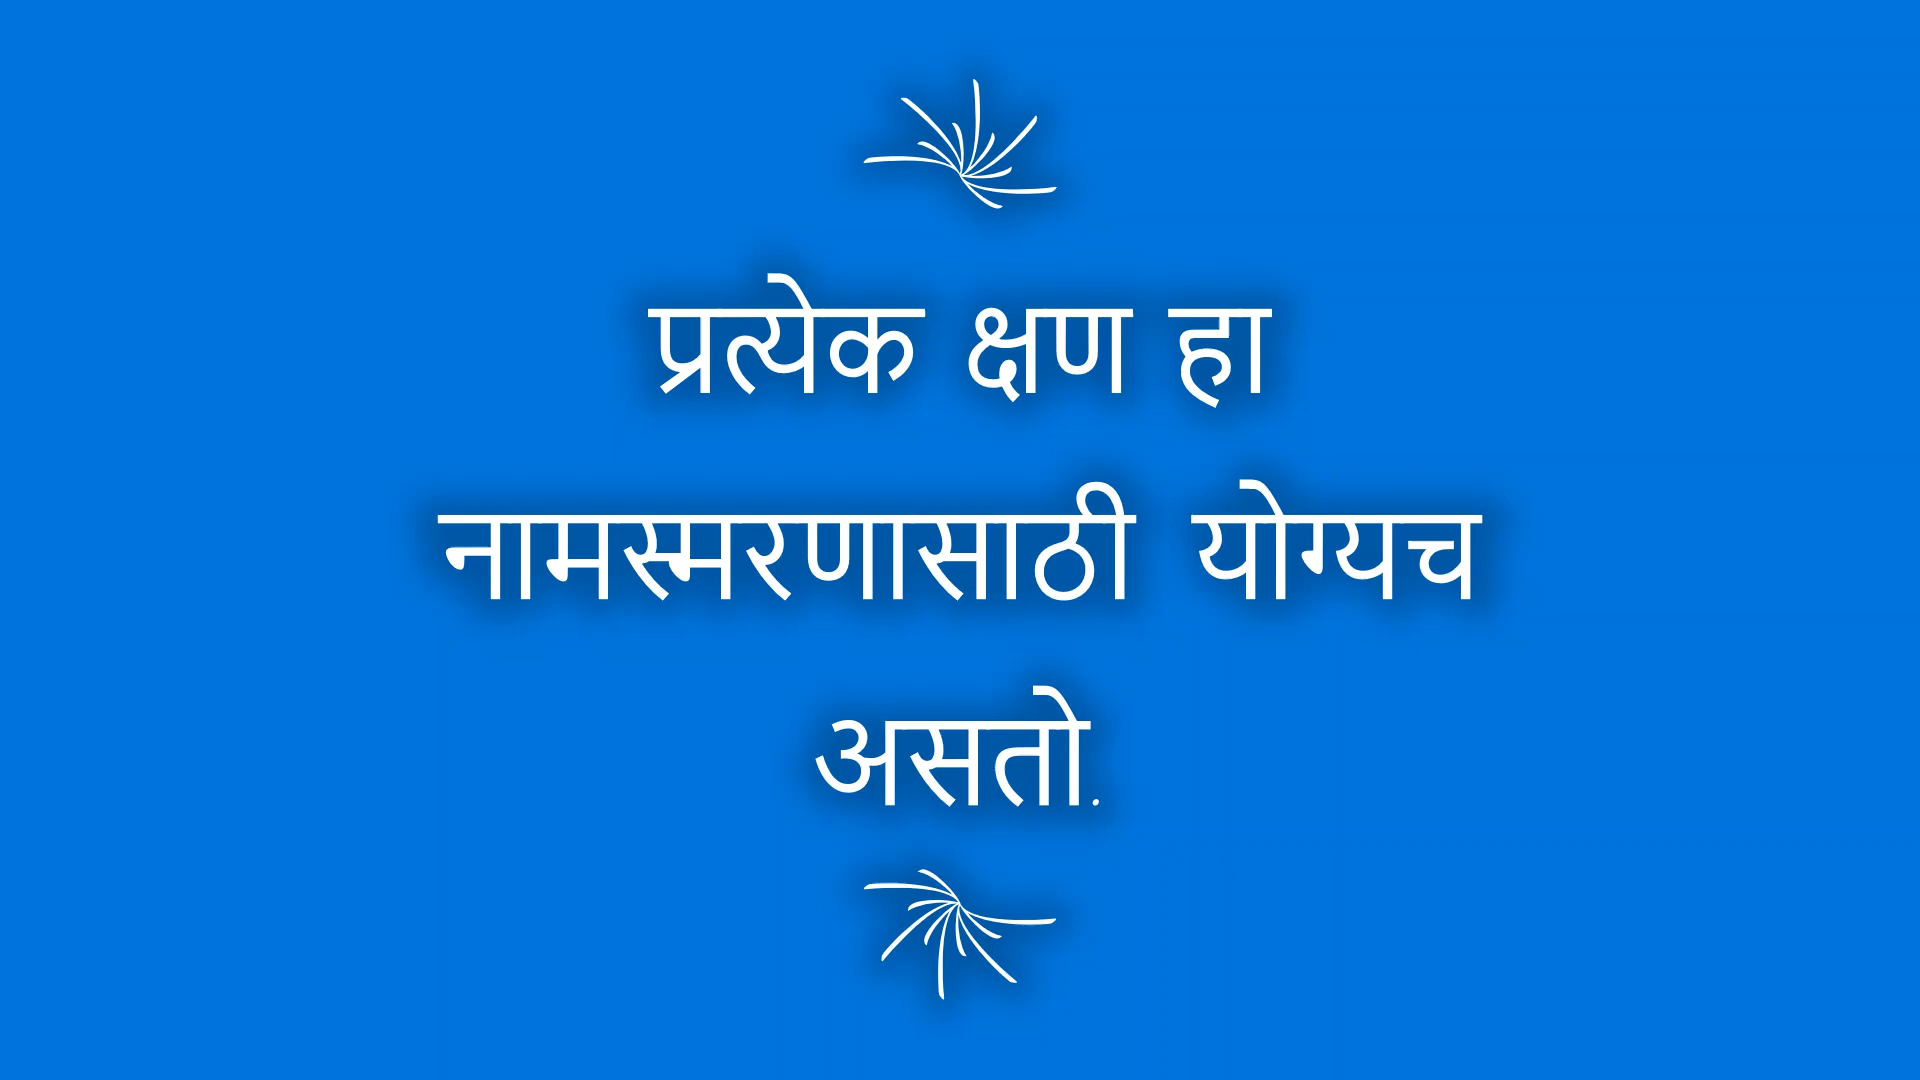 प्रत्येक क्षण हा
नामस्मरणासाठी योग्यच
असतो.